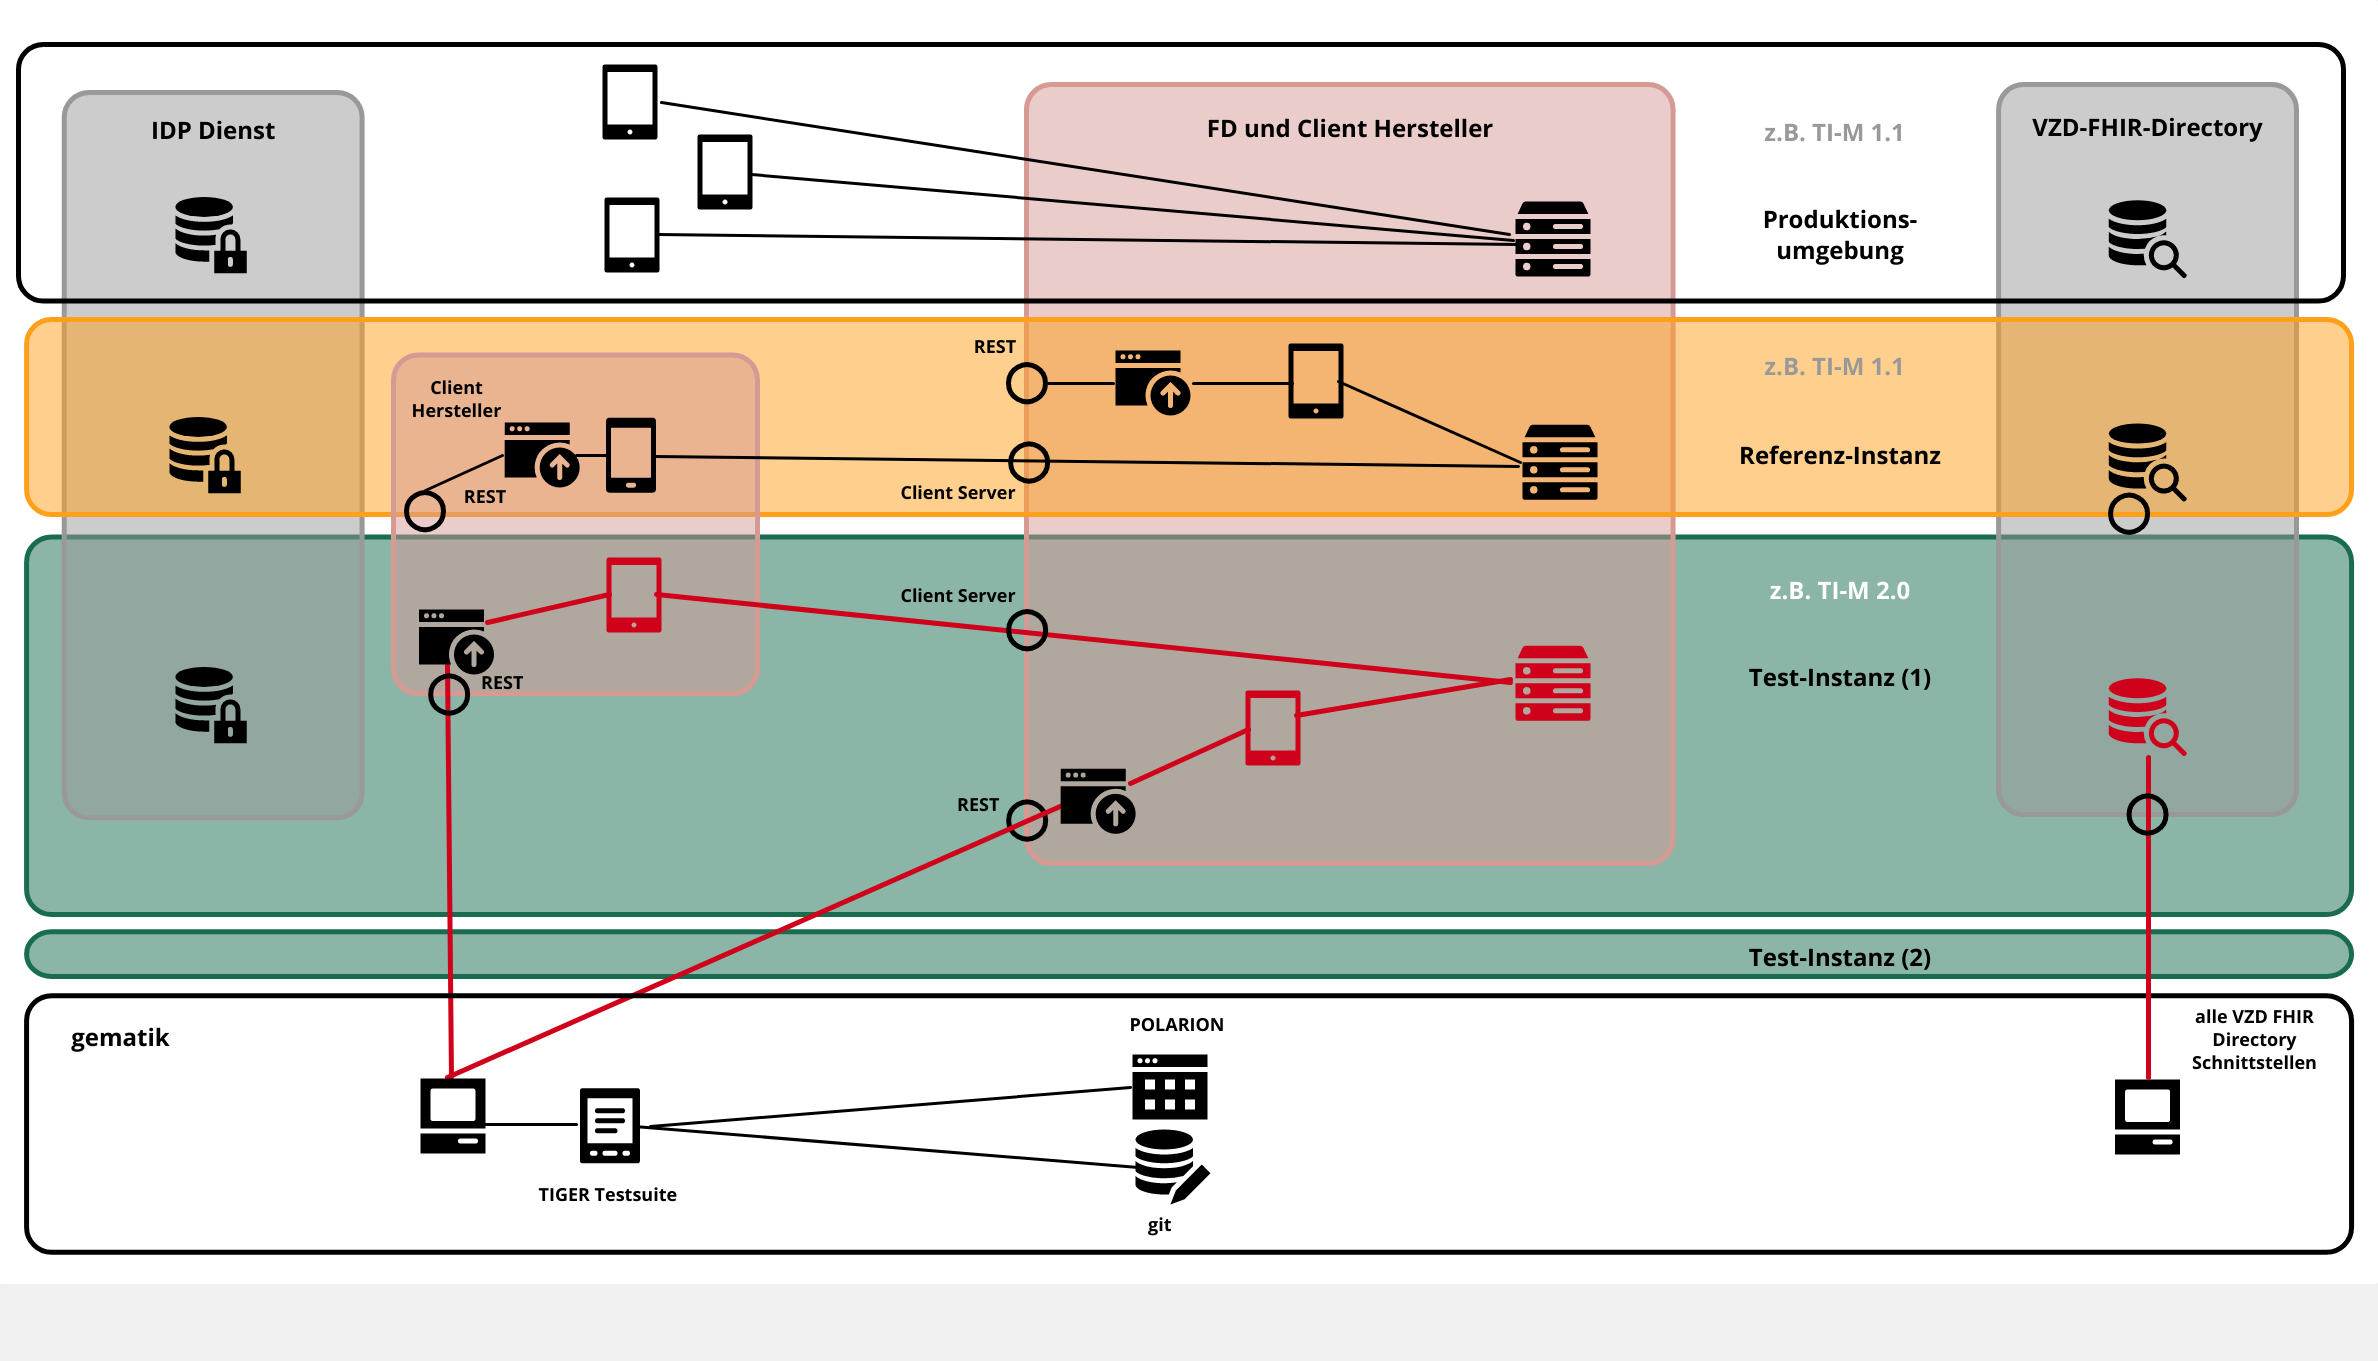 IDP Dienst
FD und Client Hersteller
z.B. TI-M 1.1
VZD-FHIR-Directory
Produktions-
umgebung
REST
z.B. TI-M 1.1
Client
Hersteller
Referenz-Instanz
REST
Client Server
z.B. TI-M 2.0
Client Server
Test-Instanz (1)
REST
REST
Test-Instanz (2)
gematik
POLARION
alle VZD FHIR
Directory
Schnittstellen
TIGER Testsuite
git